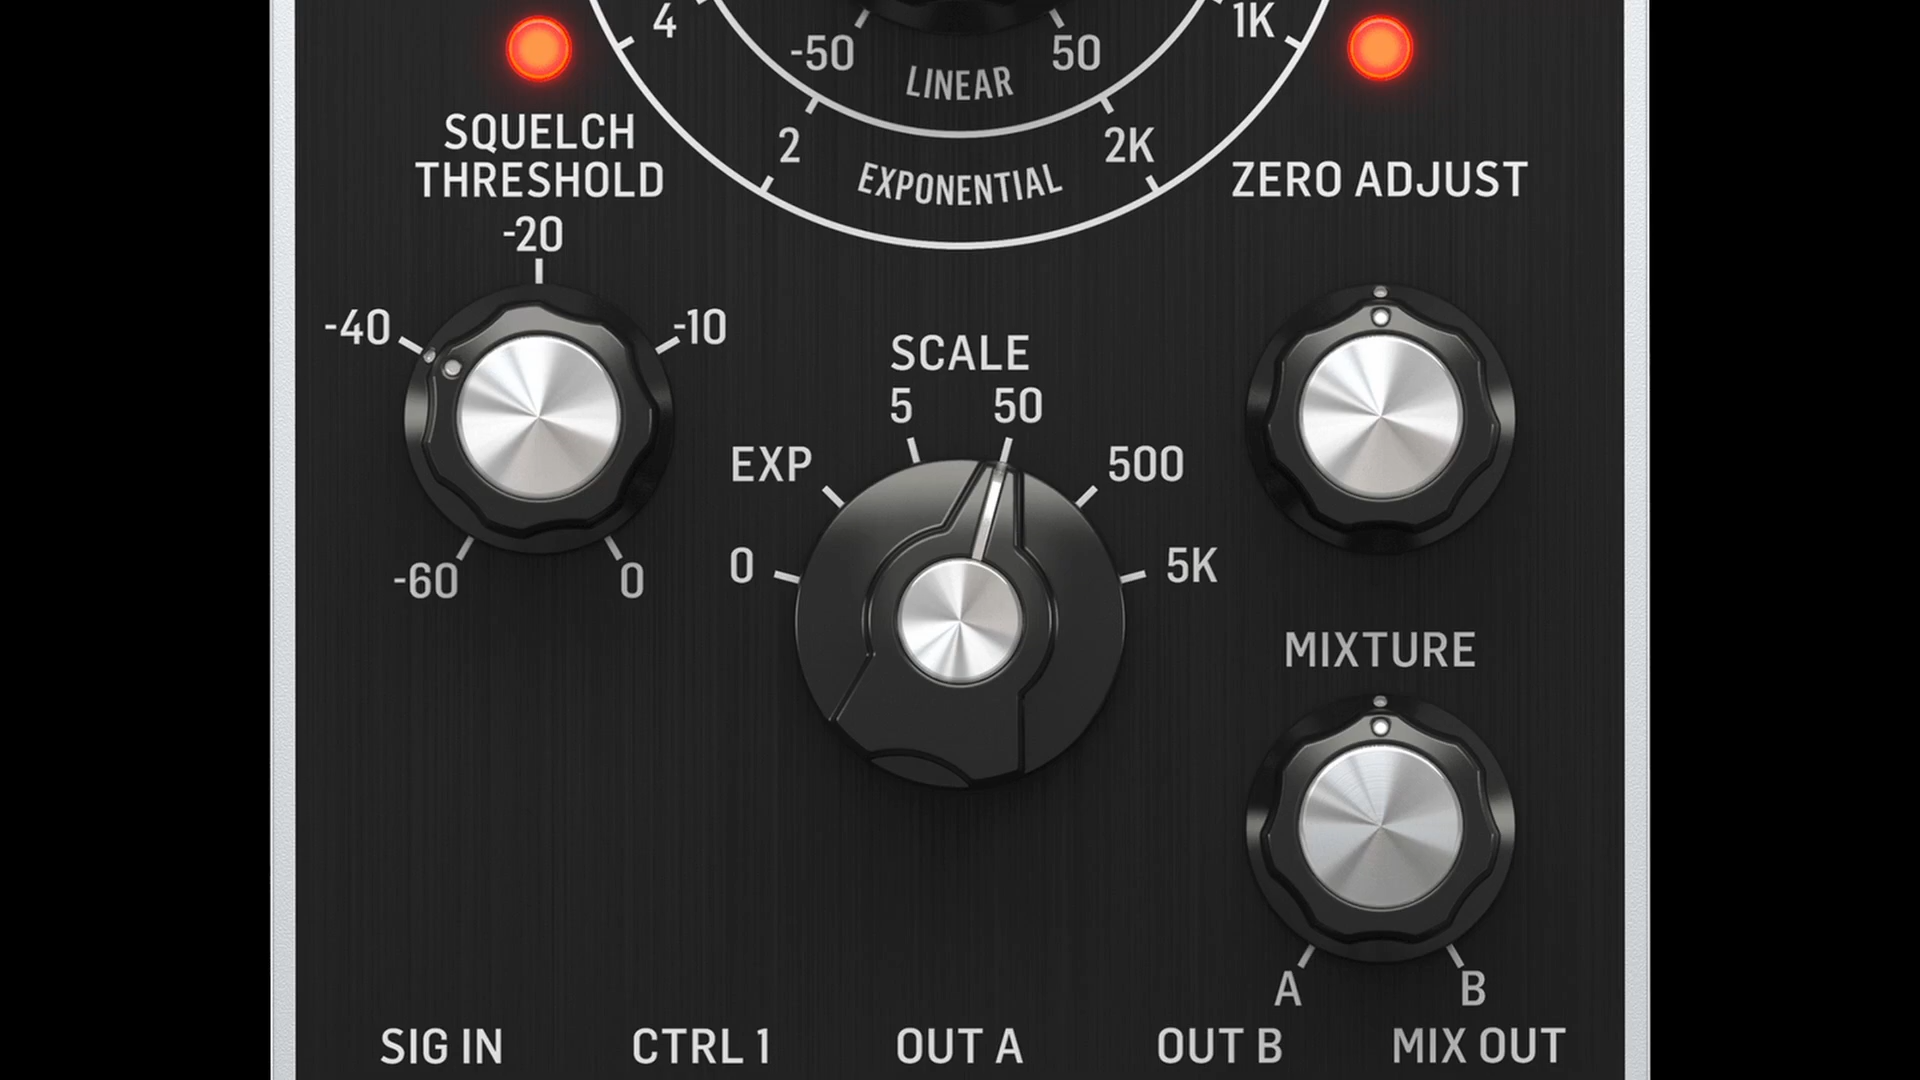 4
-50
50
1K
LINEAR
2
2K
EXPONENTIAL
SQUELCH
THRESHOLD
ZERO ADJUST
-20
-40
-10
-60
0
SCALE
5
50
EXP
500
0
5K
MIXTURE
A
B
SIG IN
CTRL 1
OUT A
OUT B
MIX OUT